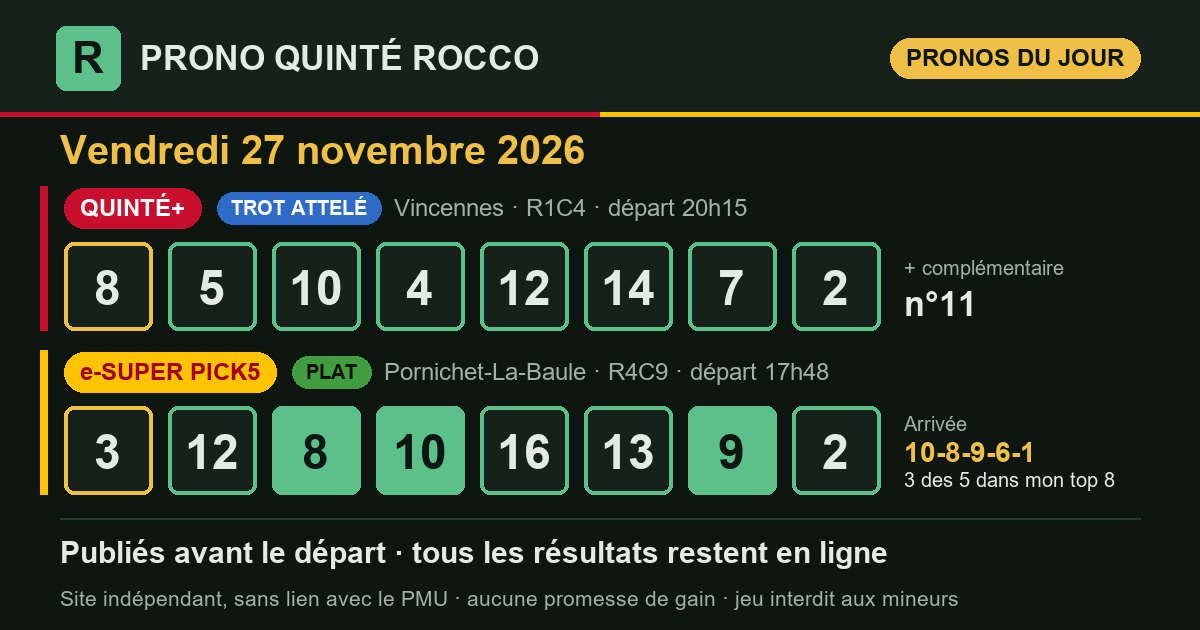 R PRONO QUINTÉ ROCCO PRONOS DU JOUR
Vendredi 27 novembre 2026
QUINTÉ+ TROT ATTELÉ Vincennes · R1C4 · départ 20h15
8 5 10 4 12 14 7 2
+ complémentaire
n°11
e-SUPER PICK5 PLAT Pornichet-La-Baule · R4C9 · départ 17h48
3 12 8 10 16 13 9 2
Arrivée
10-8-9-6-1
3 des 5 dans mon top 8
Publiés avant le départ · tous les résultats restent en ligne
Site indépendant, sans lien avec le PMU · aucune promesse de gain · jeu interdit aux mineurs